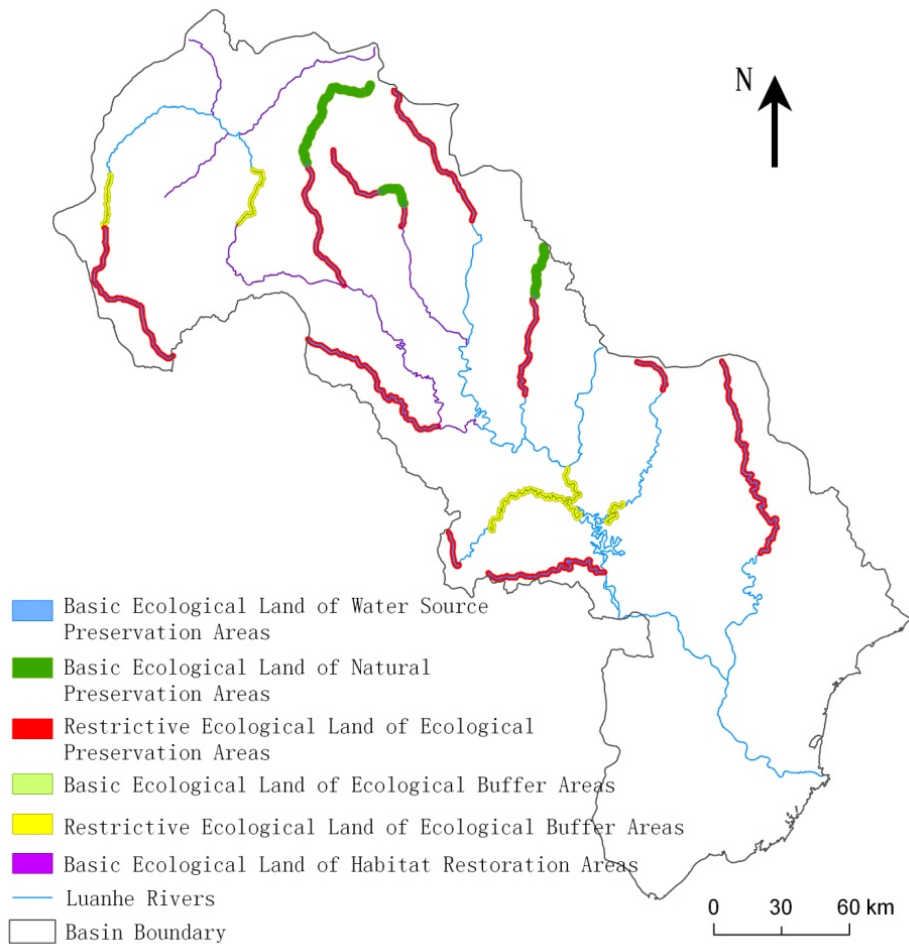 N
Basic Ecological Land of Water Source
Preservation Areas
Basic Ecological Land of Natural
Preservation Areas
Restrictive Ecological Land of Ecological
Preservation Areas
Basic Ecological Land of Ecological Buffer Areas
Restrictive Ecological Land of Ecological Buffer Areas
Basic Ecological Land of Habitat Restoration Areas
Luanhe Rivers
Basin Boundary
0 30 60 km